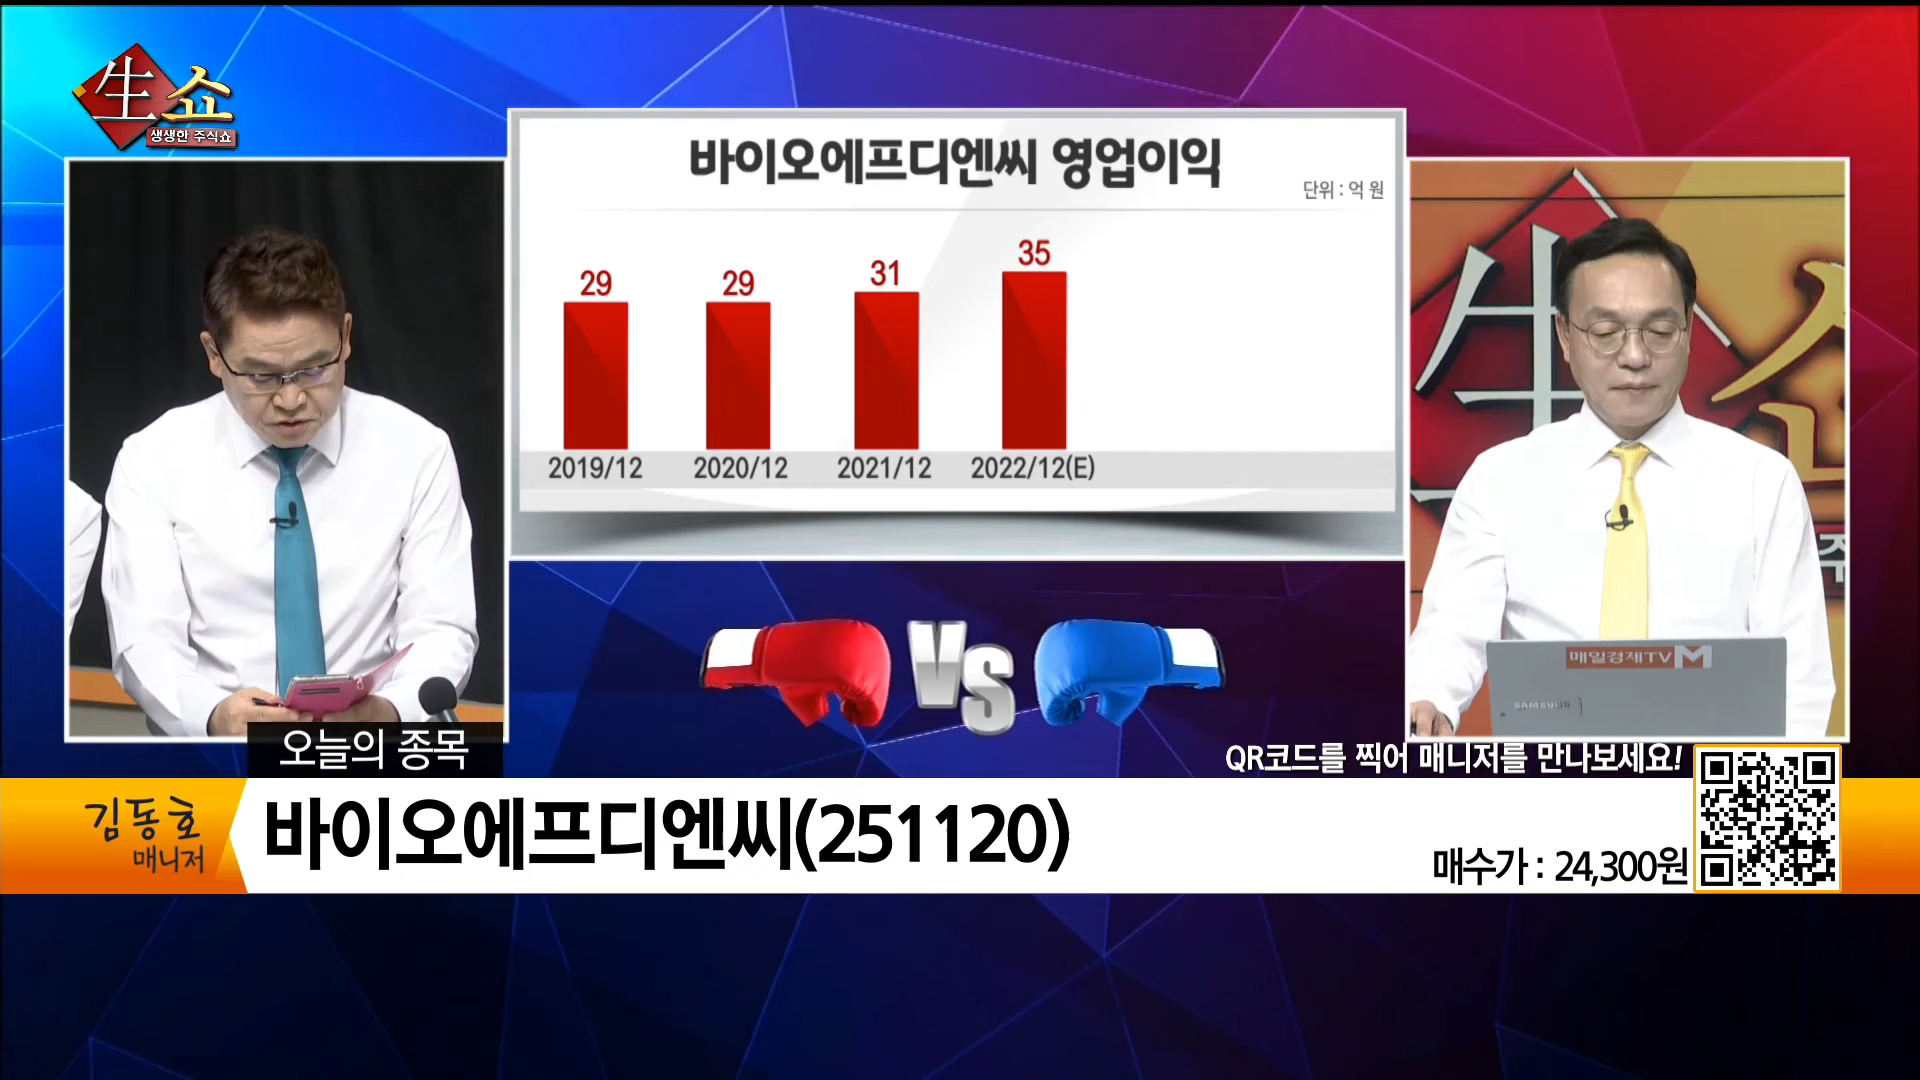 生쇼
생생한 주식쇼
바이오에프디엔씨 영업이익
단위 : 억 원
29
29
31
35
2019/12
2020/12
2021/12
2022/12(E)
生쇼
주
매일경제TV M
SAMSUNG
VS
오늘의 종목
QR코드를 찍어 매니저를 만나보세요!
김동호
매니저
바이오에프디엔씨(251120)
매수가 : 24,300원